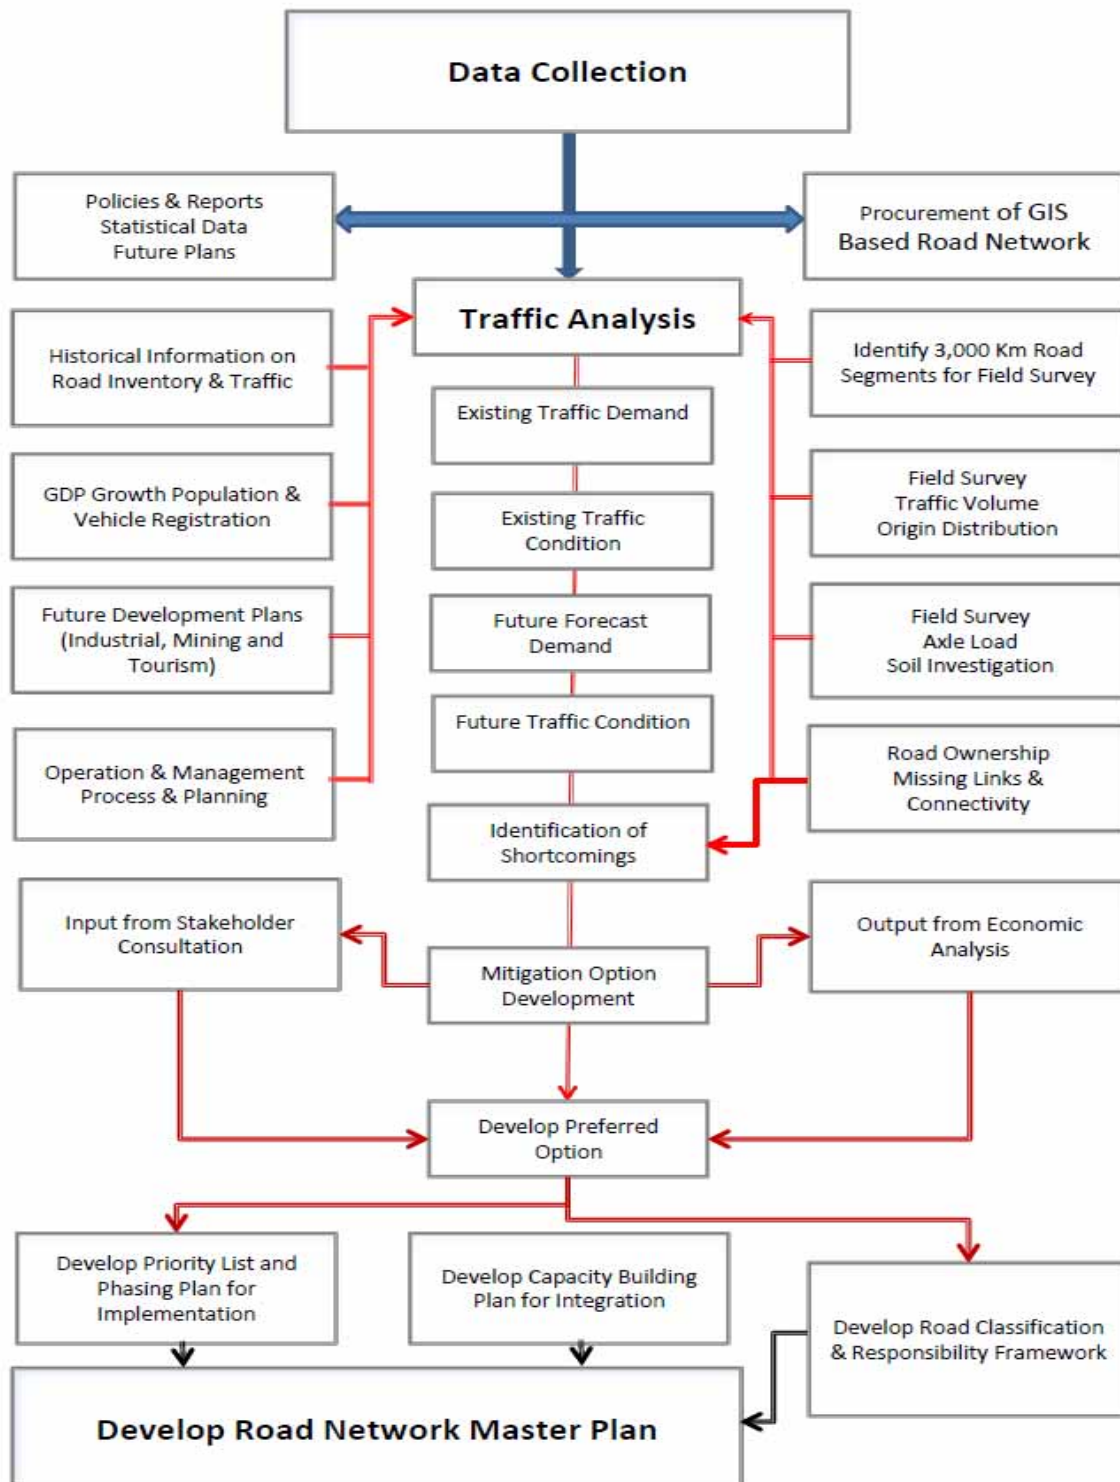 Data Collection
Policies & Reports
Statistical Data
Future Plans
Procurement of GIS
Based Road Network
Traffic Analysis
Historical Information on
Road Inventory & Traffic
Identify 3,000 Km Road
Segments for Field Survey
Existing Traffic Demand
GDP Growth Population &
Vehicle Registration
Existing Traffic
Condition
Field Survey
Traffic Volume
Origin Distribution
Future Development Plans
(Industrial, Mining and
Tourism)
Future Forecast
Demand
Field Survey
Axle Load
Soil Investigation
Future Traffic Condition
Operation & Management
Process & Planning
Road Ownership
Missing Links &
Connectivity
Identification of
Shortcomings
Input from Stakeholder
Consultation
Output from Economic
Analysis
Mitigation Option
Development
Develop Preferred
Option
Develop Priority List and
Phasing Plan for
Implementation
Develop Capacity Building
Plan for Integration
Develop Road Classification
& Responsibility Framework
Develop Road Network Master Plan